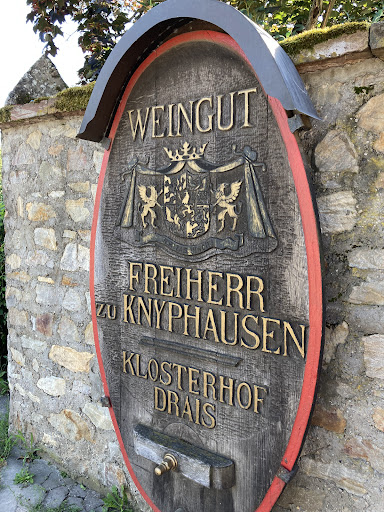 WEINGUT
FREIHERR
ZU KNYPHAUSEN
KLOSTERHOF
DRAIS